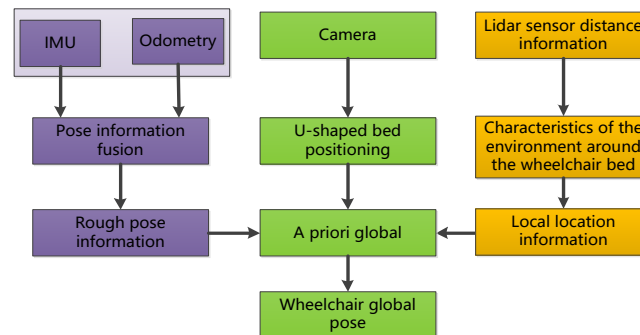 IMU
Odometry
Camera
Lidar sensor distance
information
Pose information
fusion
U-shaped bed
positioning
Characteristics of the
environment around
the wheelchair bed
Rough pose
information
A priori global
Local location
information
Wheelchair global
pose